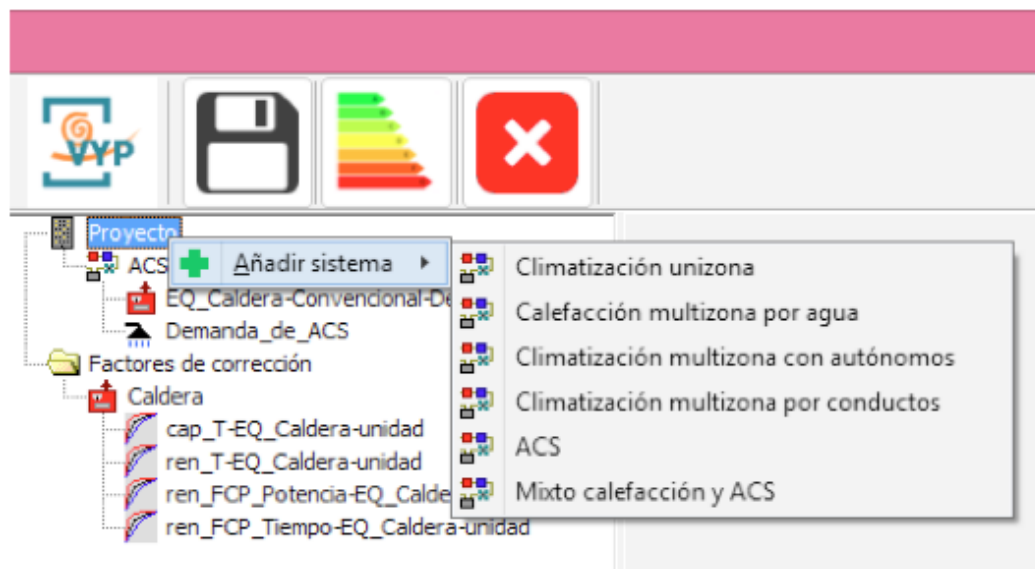 VYP
Proyecto
Añadir sistema
ACS
EQ_Caldera-Convencional-De
Demanda_de_ACS
Factores de corrección
Caldera
cap_T-EQ_Caldera-unidad
ren_T-EQ_Caldera-unidad
ren_FCP_Potencia-EQ_Calde
ren_FCP_Tiempo-EQ_Caldera-unidad
Climatización unizona
Calefacción multizona por agua
Climatización multizona con autónomos
Climatización multizona por conductos
ACS
Mixto calefacción y ACS